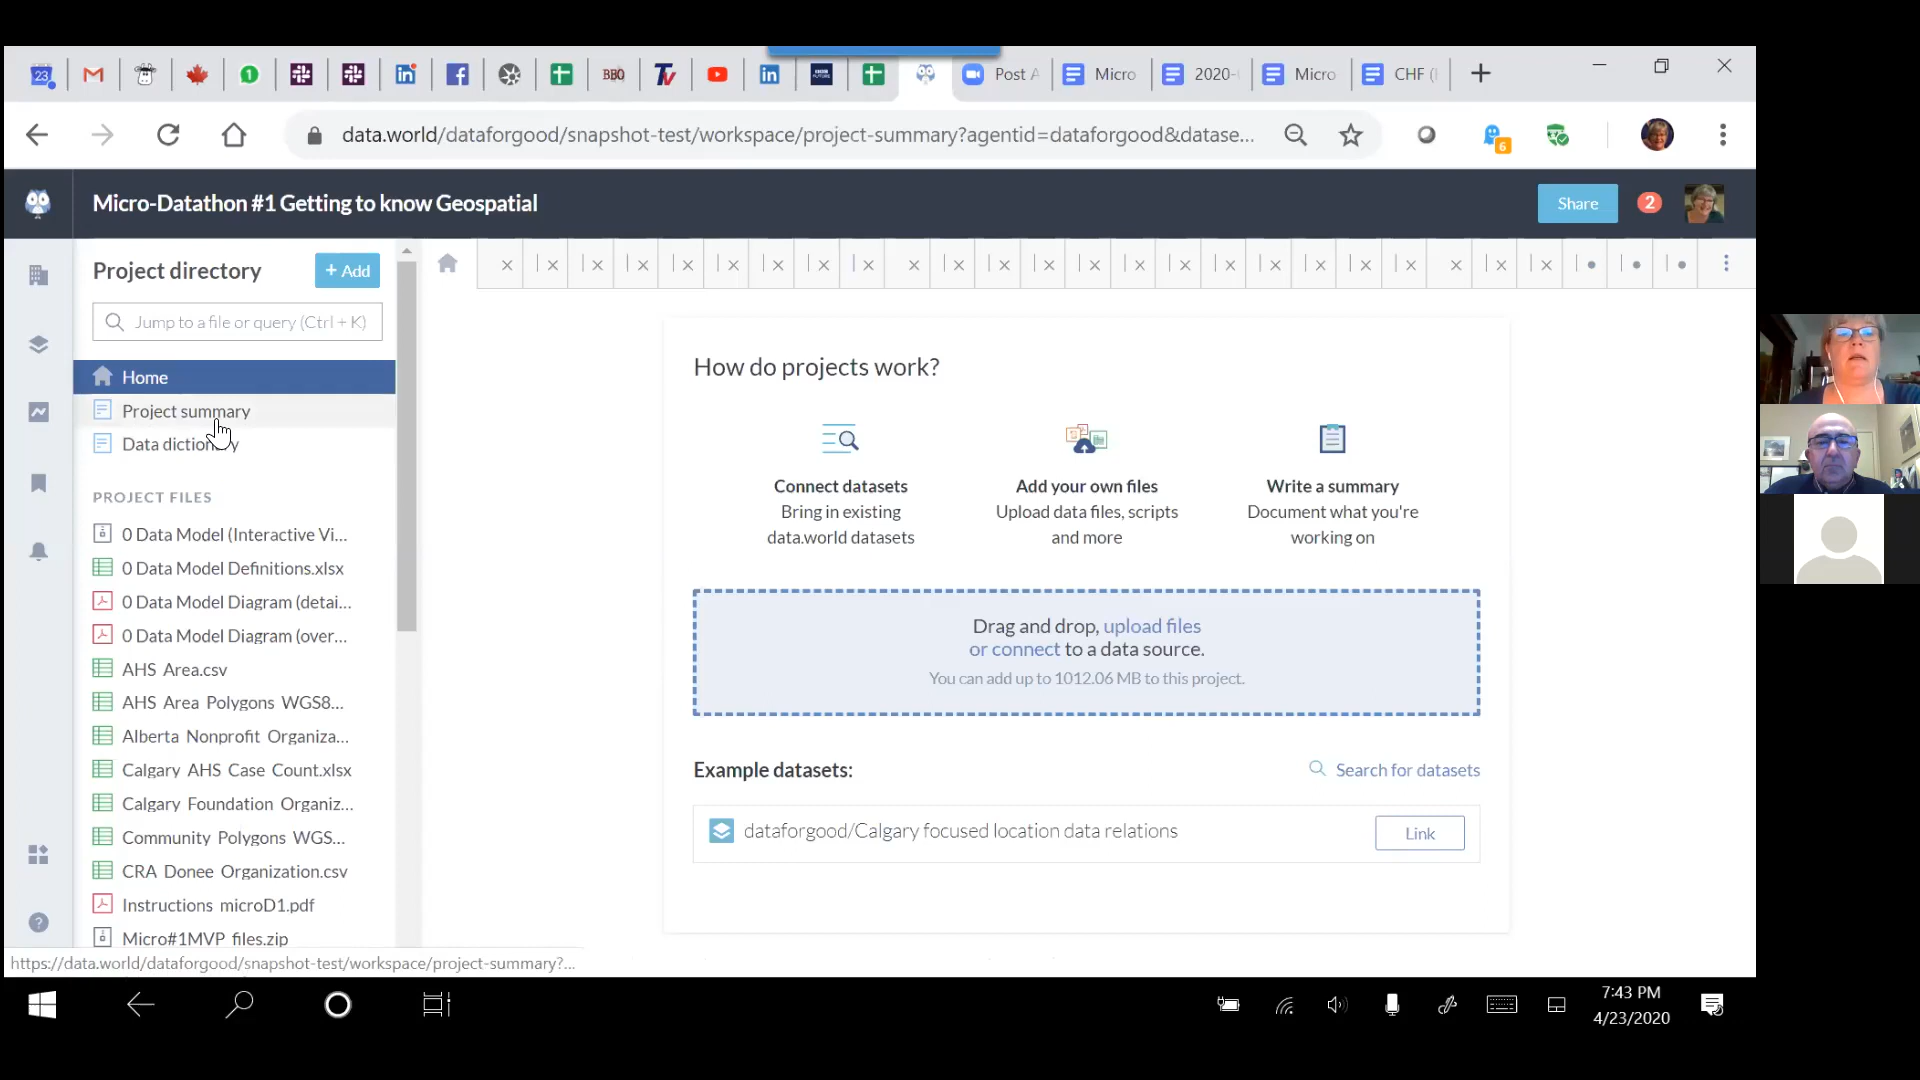 23
1
BBQ
TV
Post A
Micro
2020-
Micro
CHF (
data.world/dataforgood/snapshot-test/workspace/project-summary?agentid=dataforgood&datase...
6
Micro-Datathon #1 Getting to know Geospatial
Share
2
Project directory
+ Add
Jump to a file or query (Ctrl + K)
Home
Project summary
Data dictionary
PROJECT FILES
0 Data Model (Interactive Vi...
0 Data Model Definitions.xlsx
0 Data Model Diagram (detai...
0 Data Model Diagram (over...
AHS Area.csv
AHS Area Polygons WGS8...
Alberta Nonprofit Organiza...
Calgary AHS Case Count.xlsx
Calgary Foundation Organiz...
Community Polygons WGS...
CRA Donee Organization.csv
Instructions microD1.pdf
Micro#1MVP files.zip
How do projects work?
Connect datasets
Bring in existing
data.world datasets
Add your own files
Upload data files, scripts
and more
Write a summary
Document what you're
working on
Drag and drop, upload files
or connect to a data source.
You can add up to 1012.06 MB to this project.
Example datasets:
Search for datasets
dataforgood/Calgary focused location data relations
Link
https://data.world/dataforgood/snapshot-test/workspace/project-summary?...
7:43 PM
4/23/2020